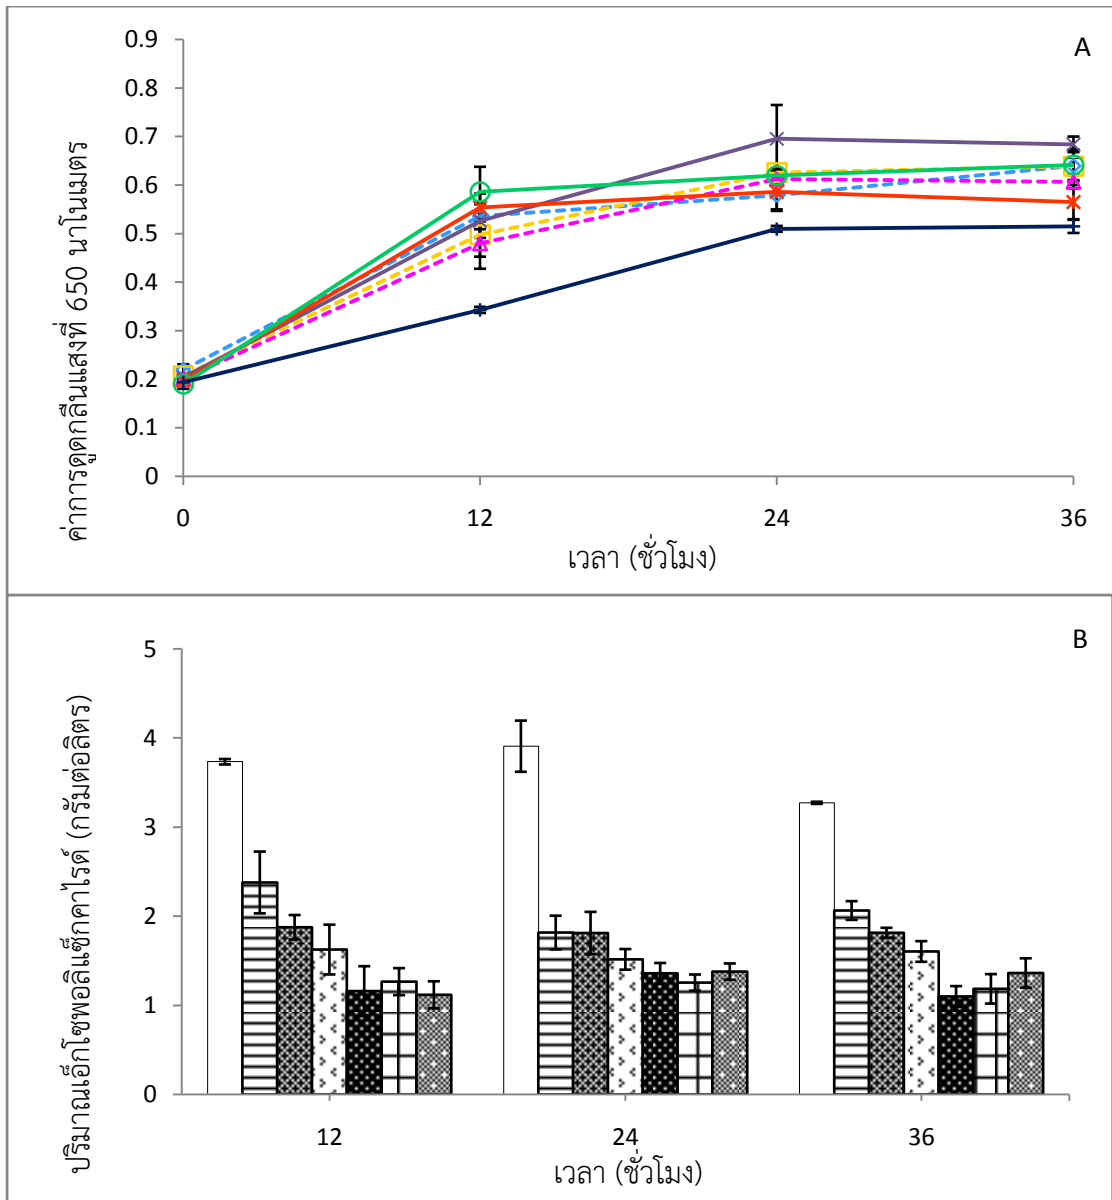 A
ค่าการดูดกลืนแสงที่ 650 นาโนเมตร
0.9
0.8
0.7
0.6
0.5
0.4
0.3
0.2
0.1
0
0 12 24 36
เวลา (ชั่วโมง)
B
ปริมาณเอ็กโซพอลิแซ็กคาไรด์ (กรัมต่อลิตร)
5
4
3
2
1
0
12 24 36
เวลา (ชั่วโมง)